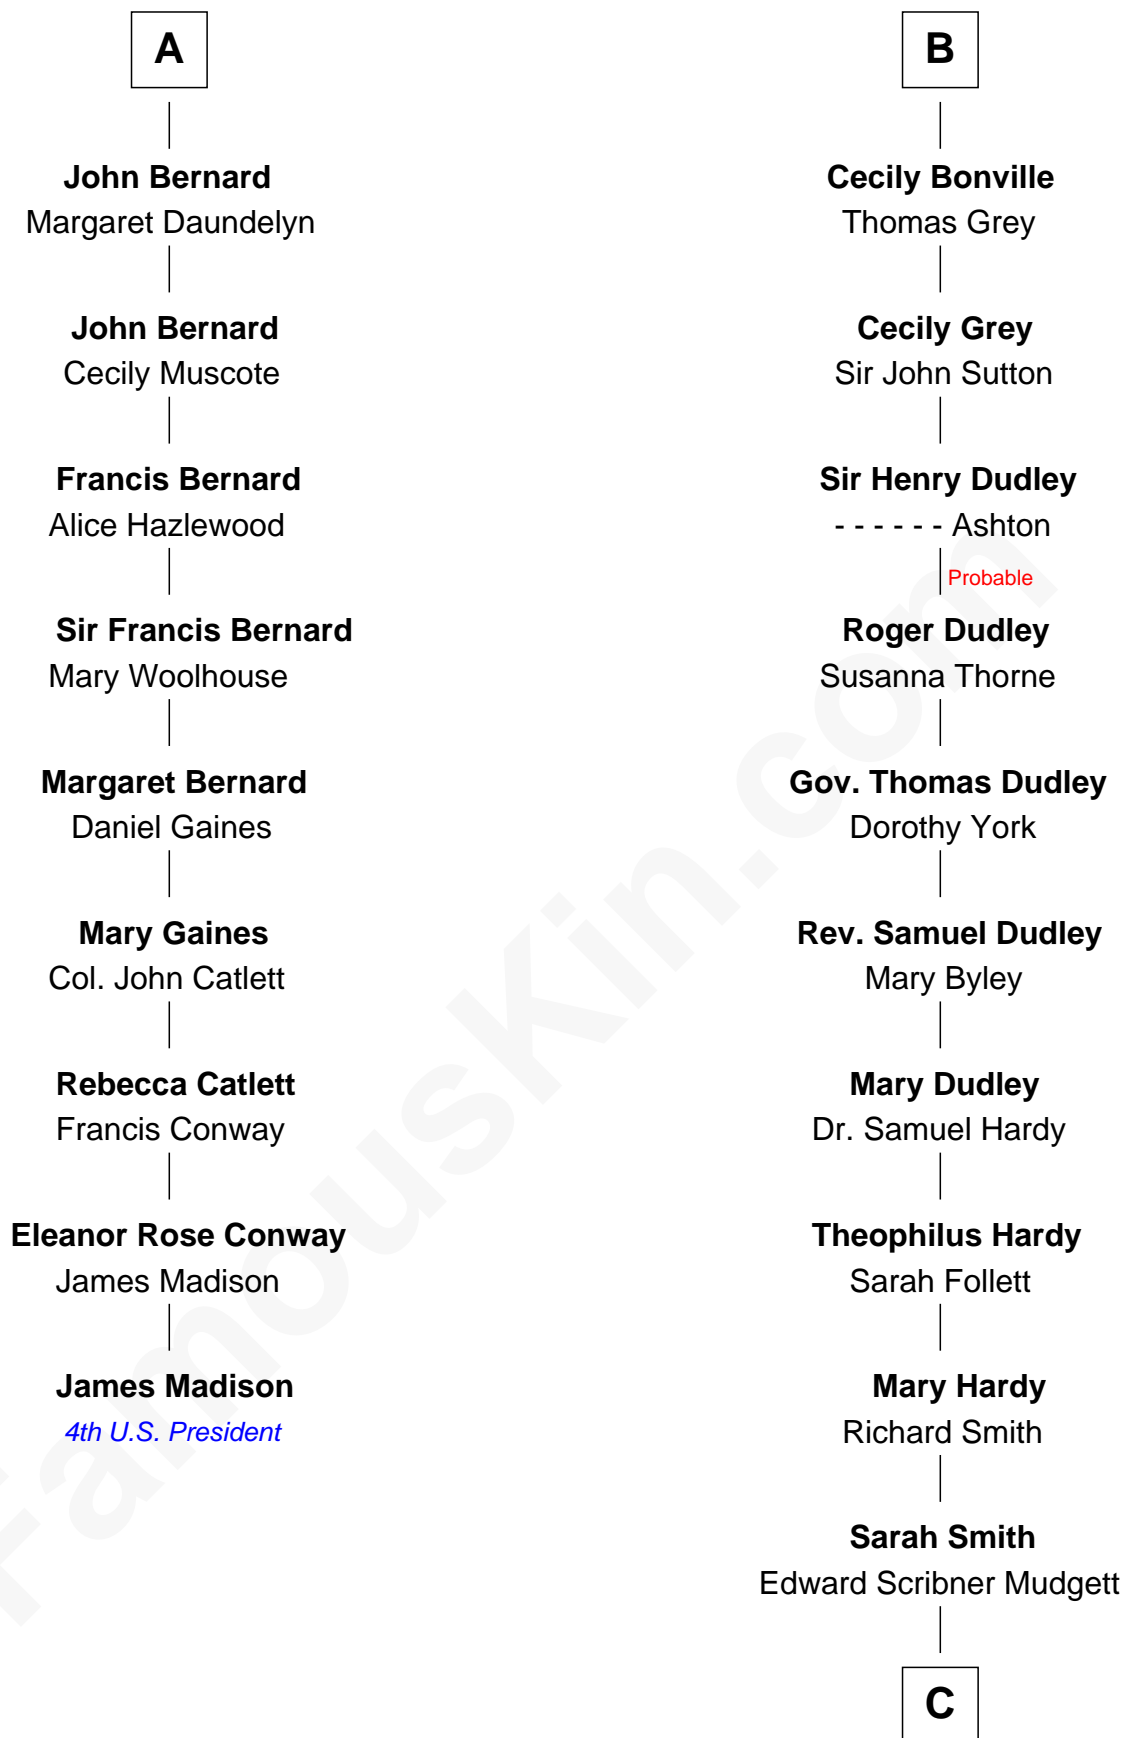 A
John Bernard
Margaret Daundelyn
John Bernard
Cecily Muscote
Francis Bernard
Alice Hazlewood
Sir Francis Bernard
Mary Woolhouse
Margaret Bernard
Daniel Gaines
Mary Gaines
Col. John Catlett
Rebecca Catlett
Francis Conway
Eleanor Rose Conway
James Madison
James Madison
4th U.S. President
B
Cecily Bonville
Thomas Grey
Cecily Grey
Sir John Sutton
Sir Henry Dudley
- - - - - - Ashton
Probable
Roger Dudley
Susanna Thorne
Gov. Thomas Dudley
Dorothy York
Rev. Samuel Dudley
Mary Byley
Mary Dudley
Dr. Samuel Hardy
Theophilus Hardy
Sarah Follett
Mary Hardy
Richard Smith
Sarah Smith
Edward Scribner Mudgett
C
FamousKin.com